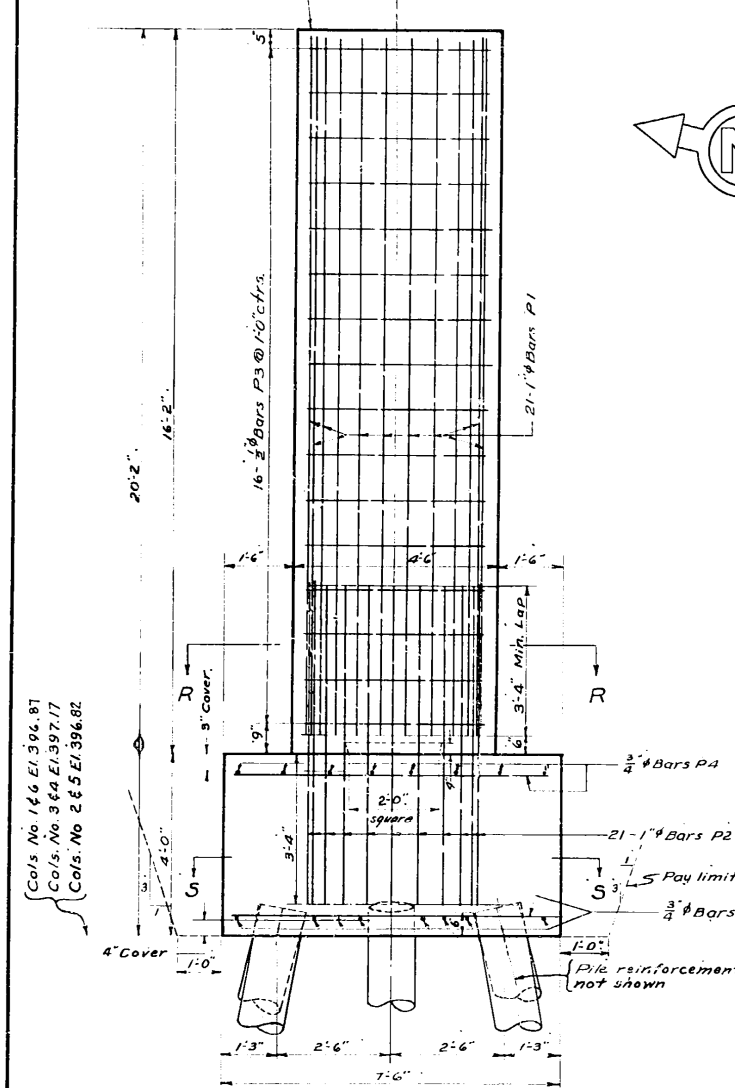 5"
16'-2".
20'-2".
16-½"ϕ Bars P3 @ 1'-0" ctrs.
21-1"ϕ Bars P1
N
1'-6"
4'-6"
1'-6"
3'-4" Min. Lap
R
R
3" Cover.
9"
6"
4"
¾"ϕ Bars P4
2'-0"
square
3'-4"
21-1"ϕ Bars P2
4'-0"
S
S
1
3
3
Pay limit
¾"ϕ Bars
6"
4" Cover
1'-0"
1'-0"
Pile reinforcement
not shown
1'-3"
2'-6"
2'-6"
1'-3"
7'-6"
Cols. No. 1 & 6 El. 396.87
Cols. No. 3 & 4 El. 397.17
Cols. No 2 & 5 El. 396.82